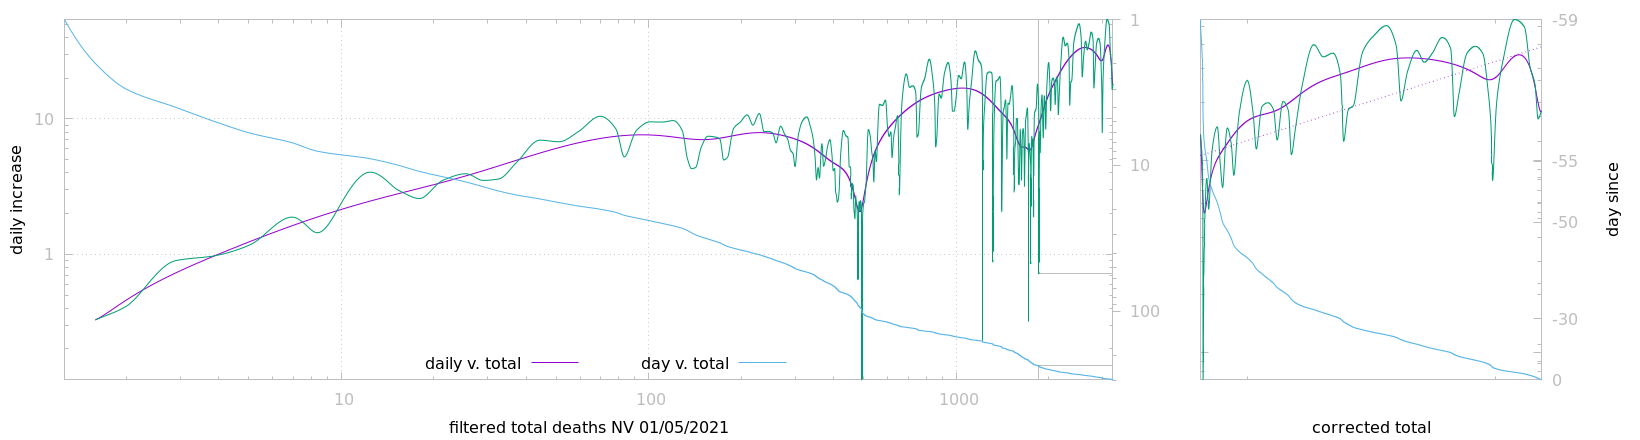 1
-59
10
10
-55
daily increase
-50
day since
1
100
-30
daily v. total
day v. total
0
10
100
1000
filtered total deaths NV 01/05/2021
corrected total